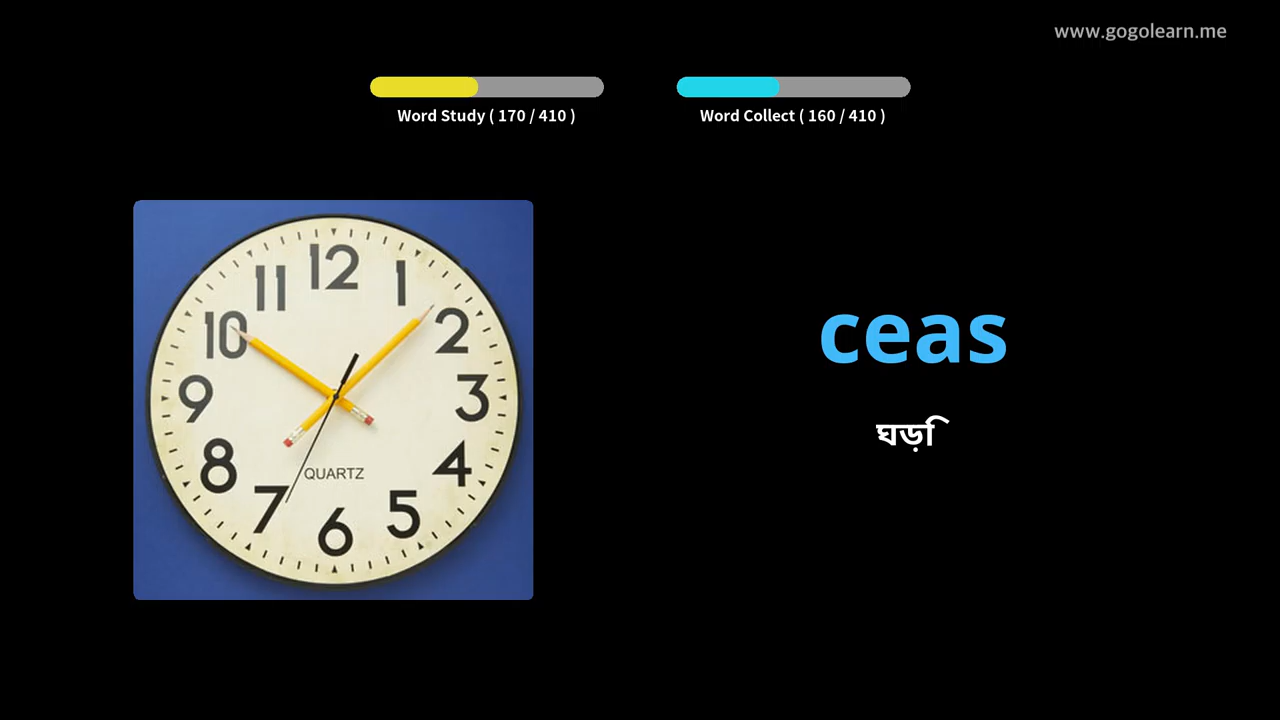 www.gogolearn.me
Word Study ( 170 / 410 )
Word Collect ( 160 / 410 )
12
11
1
10
2
9
3
8
4
7
5
6
QUARTZ
ceas
ঘড়ি